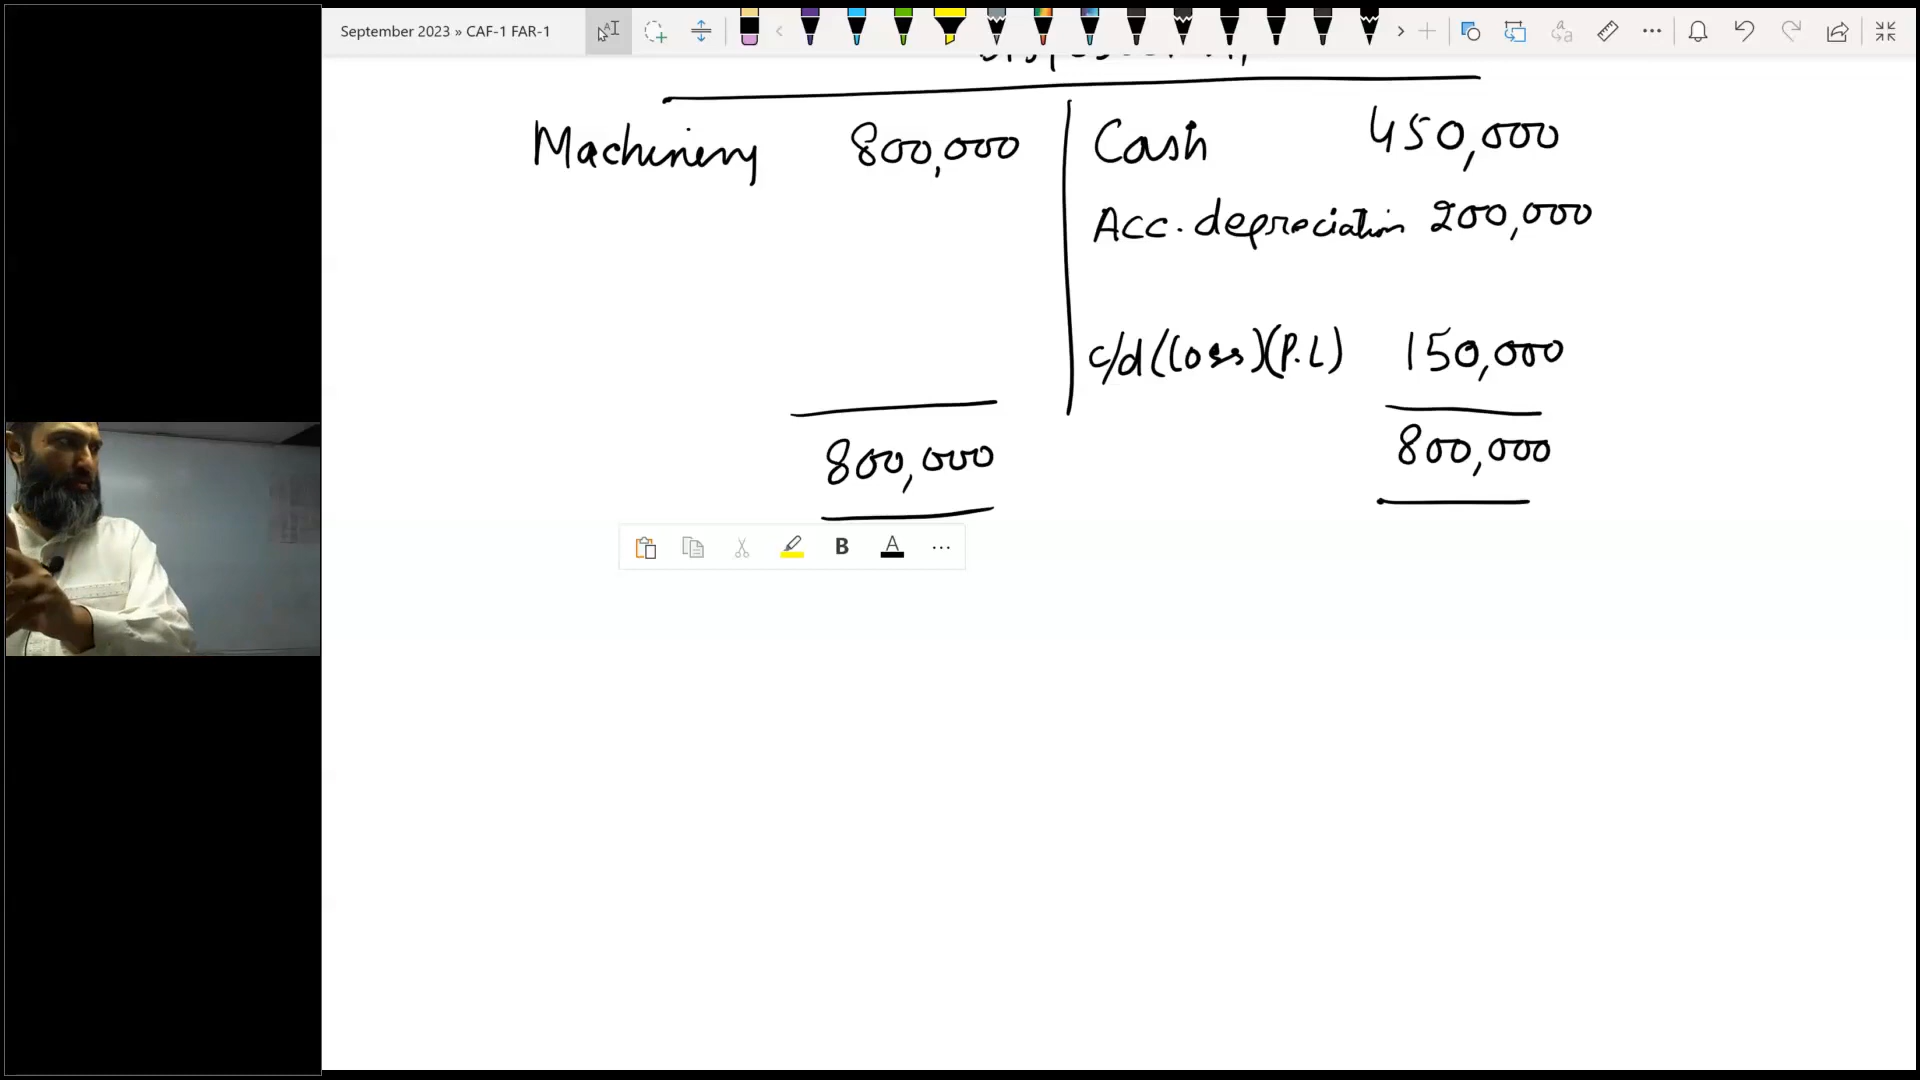 September 2023 » CAF-1 FAR-1
Machinery 800,000 Cash 450,000
Acc. depreciation 200,000
c/d (Loss) (P.L) 150,000
800,000 800,000
B A